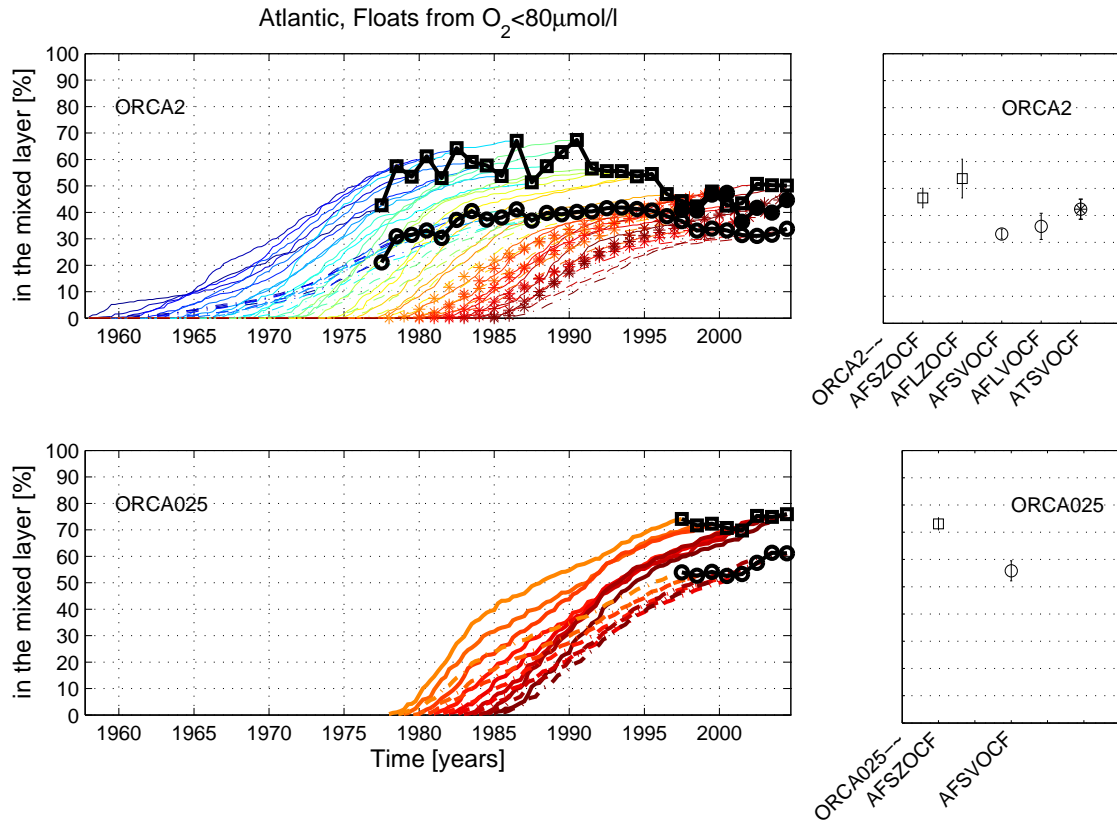 Atlantic, Floats from O2<80μmol/l
in the mixed layer [%]
100
90
80
70
60
50
40
30
20
10
0
ORCA2
1960 1965 1970 1975 1980 1985 1990 1995 2000
ORCA2
ORCA2−−~
AFSZOCF
AFLZOCF
AFSVOCF
AFLVOCF
ATSVOCF
in the mixed layer [%]
100
90
80
70
60
50
40
30
20
10
0
ORCA025
1960 1965 1970 1975 1980 1985 1990 1995 2000
Time [years]
ORCA025
ORCA025−−~
AFSZOCF
AFSVOCF